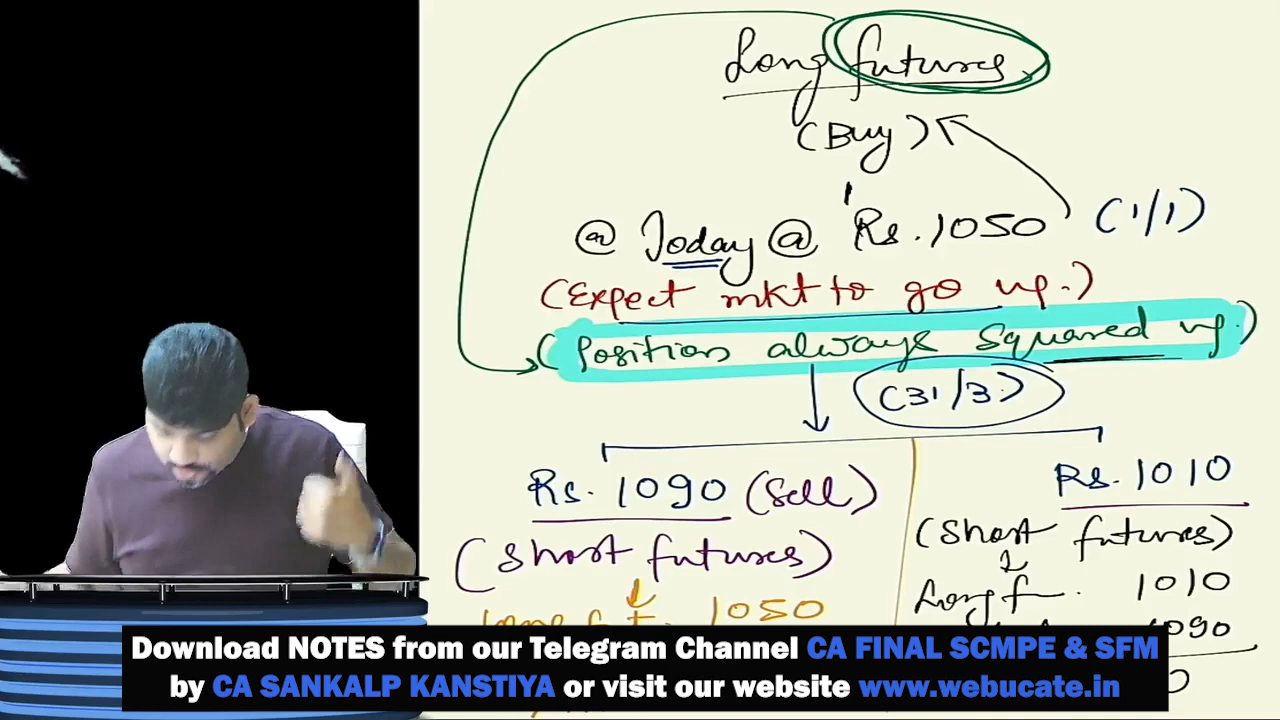 Long futures
(Buy)
@ Today @ Rs. 1050 (1/1)
(Expect mkt to go up.)
(Position always squared up.)
(31/3)
Rs. 1090 (Sell)
(Short futures)
1050
Rs. 1010
(Short futures)
Long f. 1010
1090
0
Download NOTES from our Telegram Channel CA FINAL SCMPE & SFM
by CA SANKALP KANSTIYA or visit our website www.webucate.in